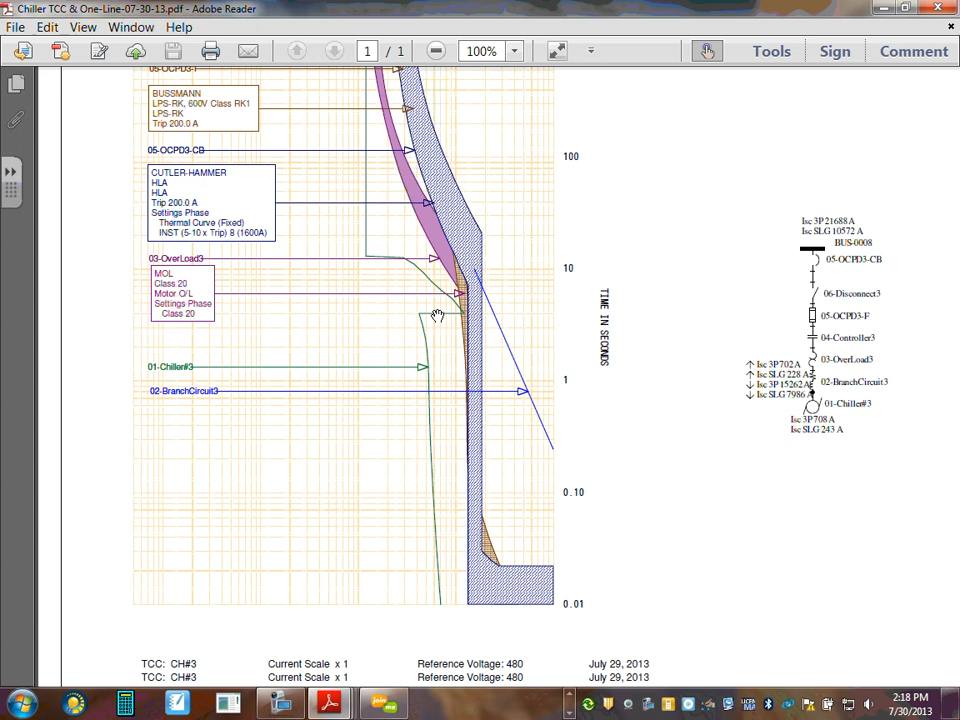 Chiller TCC & One-Line-07-30-13.pdf - Adobe Reader
File Edit View Window Help
1 / 1 100% Tools Sign Comment
05-OCPD3-F
BUSSMANN
LPS-RK, 600V Class RK1
LPS-RK
Trip 200.0 A
05-OCPD3-CB
CUTLER-HAMMER
HLA
HLA
Trip 200.0 A
Settings Phase
Thermal Curve (Fixed)
INST (5-10 x Trip) 8 (1600A)
03-OverLoad3
MOL
Class 20
Motor O/L
Settings Phase
Class 20
01-Chiller#3
02-BranchCircuit3
100
10
1
0.10
0.01
TIME IN SECONDS
Isc 3P 21688 A
Isc SLG 10572 A
BUS-0008
05-OCPD3-CB
06-Disconnect3
05-OCPD3-F
04-Controller3
03-OverLoad3
↑ Isc 3P 702 A
↑ Isc SLG 228 A
↓ Isc 3P 15262 A
↓ Isc SLG 7986 A
02-BranchCircuit3
01-Chiller#3
Isc 3P 708 A
Isc SLG 243 A
TCC: CH#3 Current Scale x 1 Reference Voltage: 480 July 29, 2013
TCC: CH#3 Current Scale x 1 Reference Voltage: 480 July 29, 2013
2:18 PM
7/30/2013